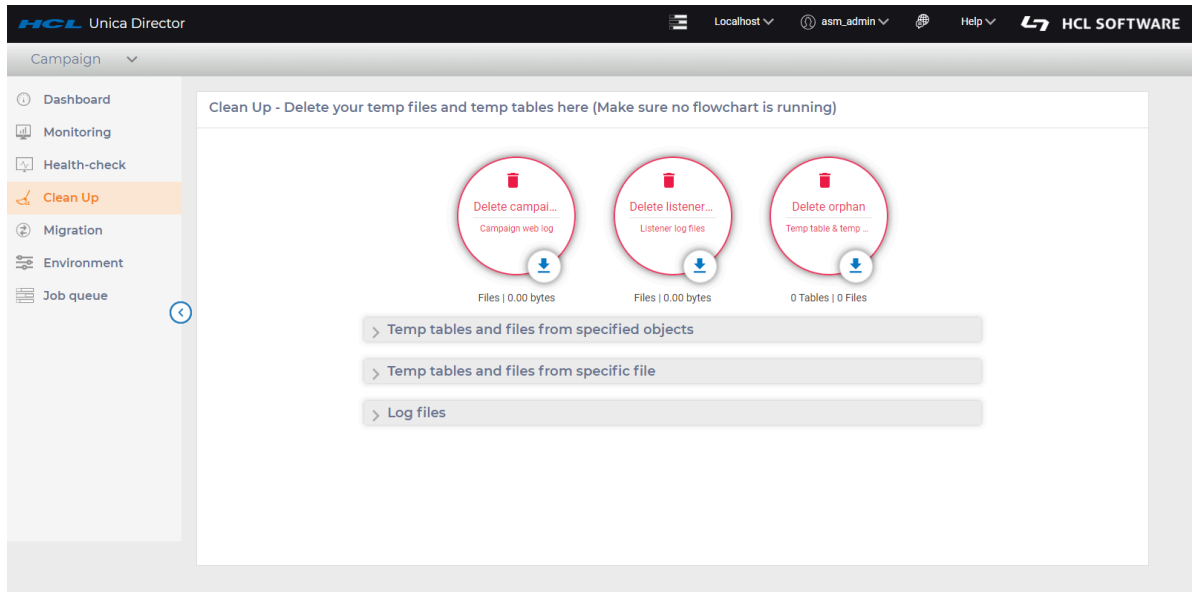 HCL Unica Director
Localhost
asm_admin
Help
HCL SOFTWARE
Campaign
Dashboard
Monitoring
Health-check
Clean Up
Migration
Environment
Job queue
Clean Up - Delete your temp files and temp tables here (Make sure no flowchart is running)
Delete campai...
Campaign web log
Files | 0.00 bytes
Delete listener...
Listener log files
Files | 0.00 bytes
Delete orphan
Temp table & temp ...
0 Tables | 0 Files
Temp tables and files from specified objects
Temp tables and files from specific file
Log files